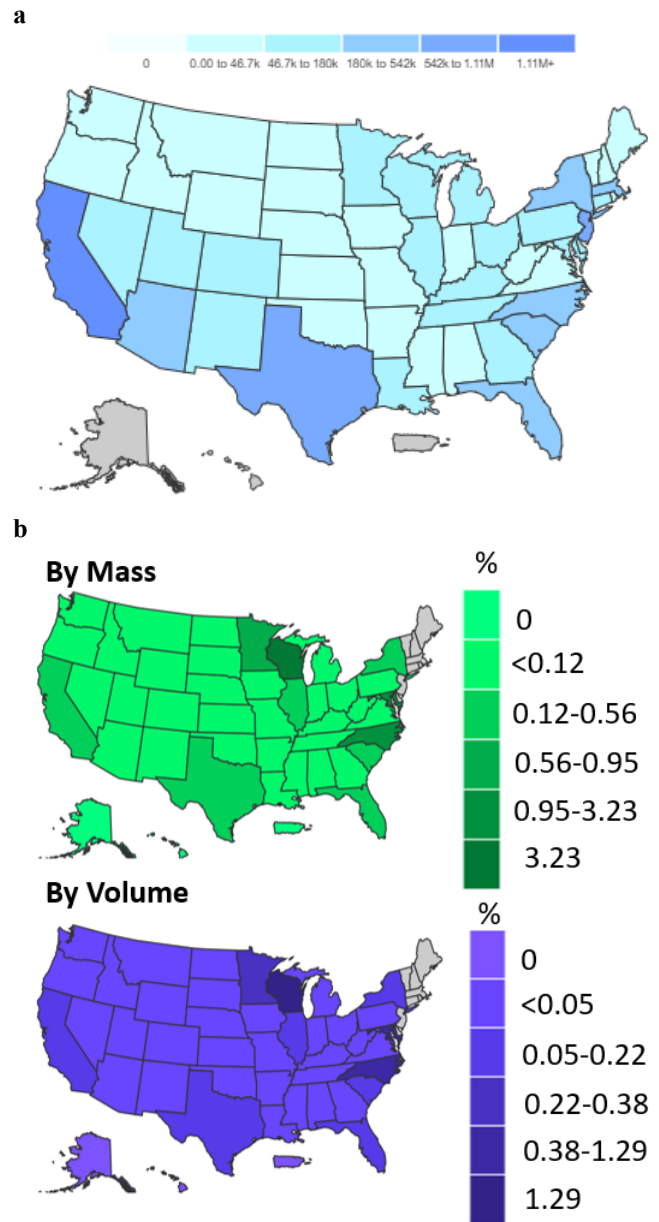 a
0 0.00 to 46.7k 46.7k to 180k 180k to 542k 542k to 1.11M 1.11M+
b
By Mass
%
0
<0.12
0.12-0.56
0.56-0.95
0.95-3.23
3.23
By Volume
%
0
<0.05
0.05-0.22
0.22-0.38
0.38-1.29
1.29